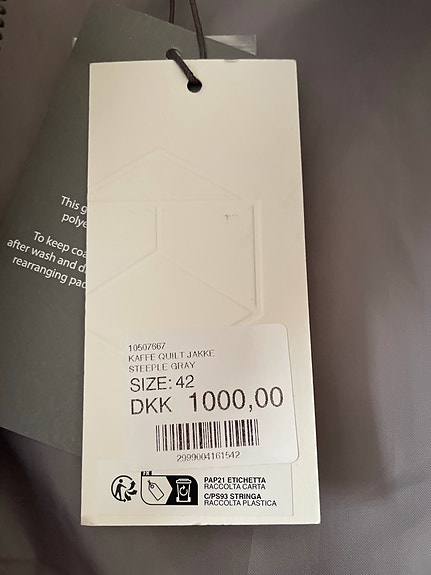 This g
polye
To keep coa
after wash and d
rearranging pac
10507667
KAFFE QUILT JAKKE
STEEPLE GRAY
SIZE: 42
DKK 1000,00
2999004161542
FR
PAP21 ETICHETTA
RACCOLTA CARTA
C/PS93 STRINGA
RACCOLTA PLASTICA